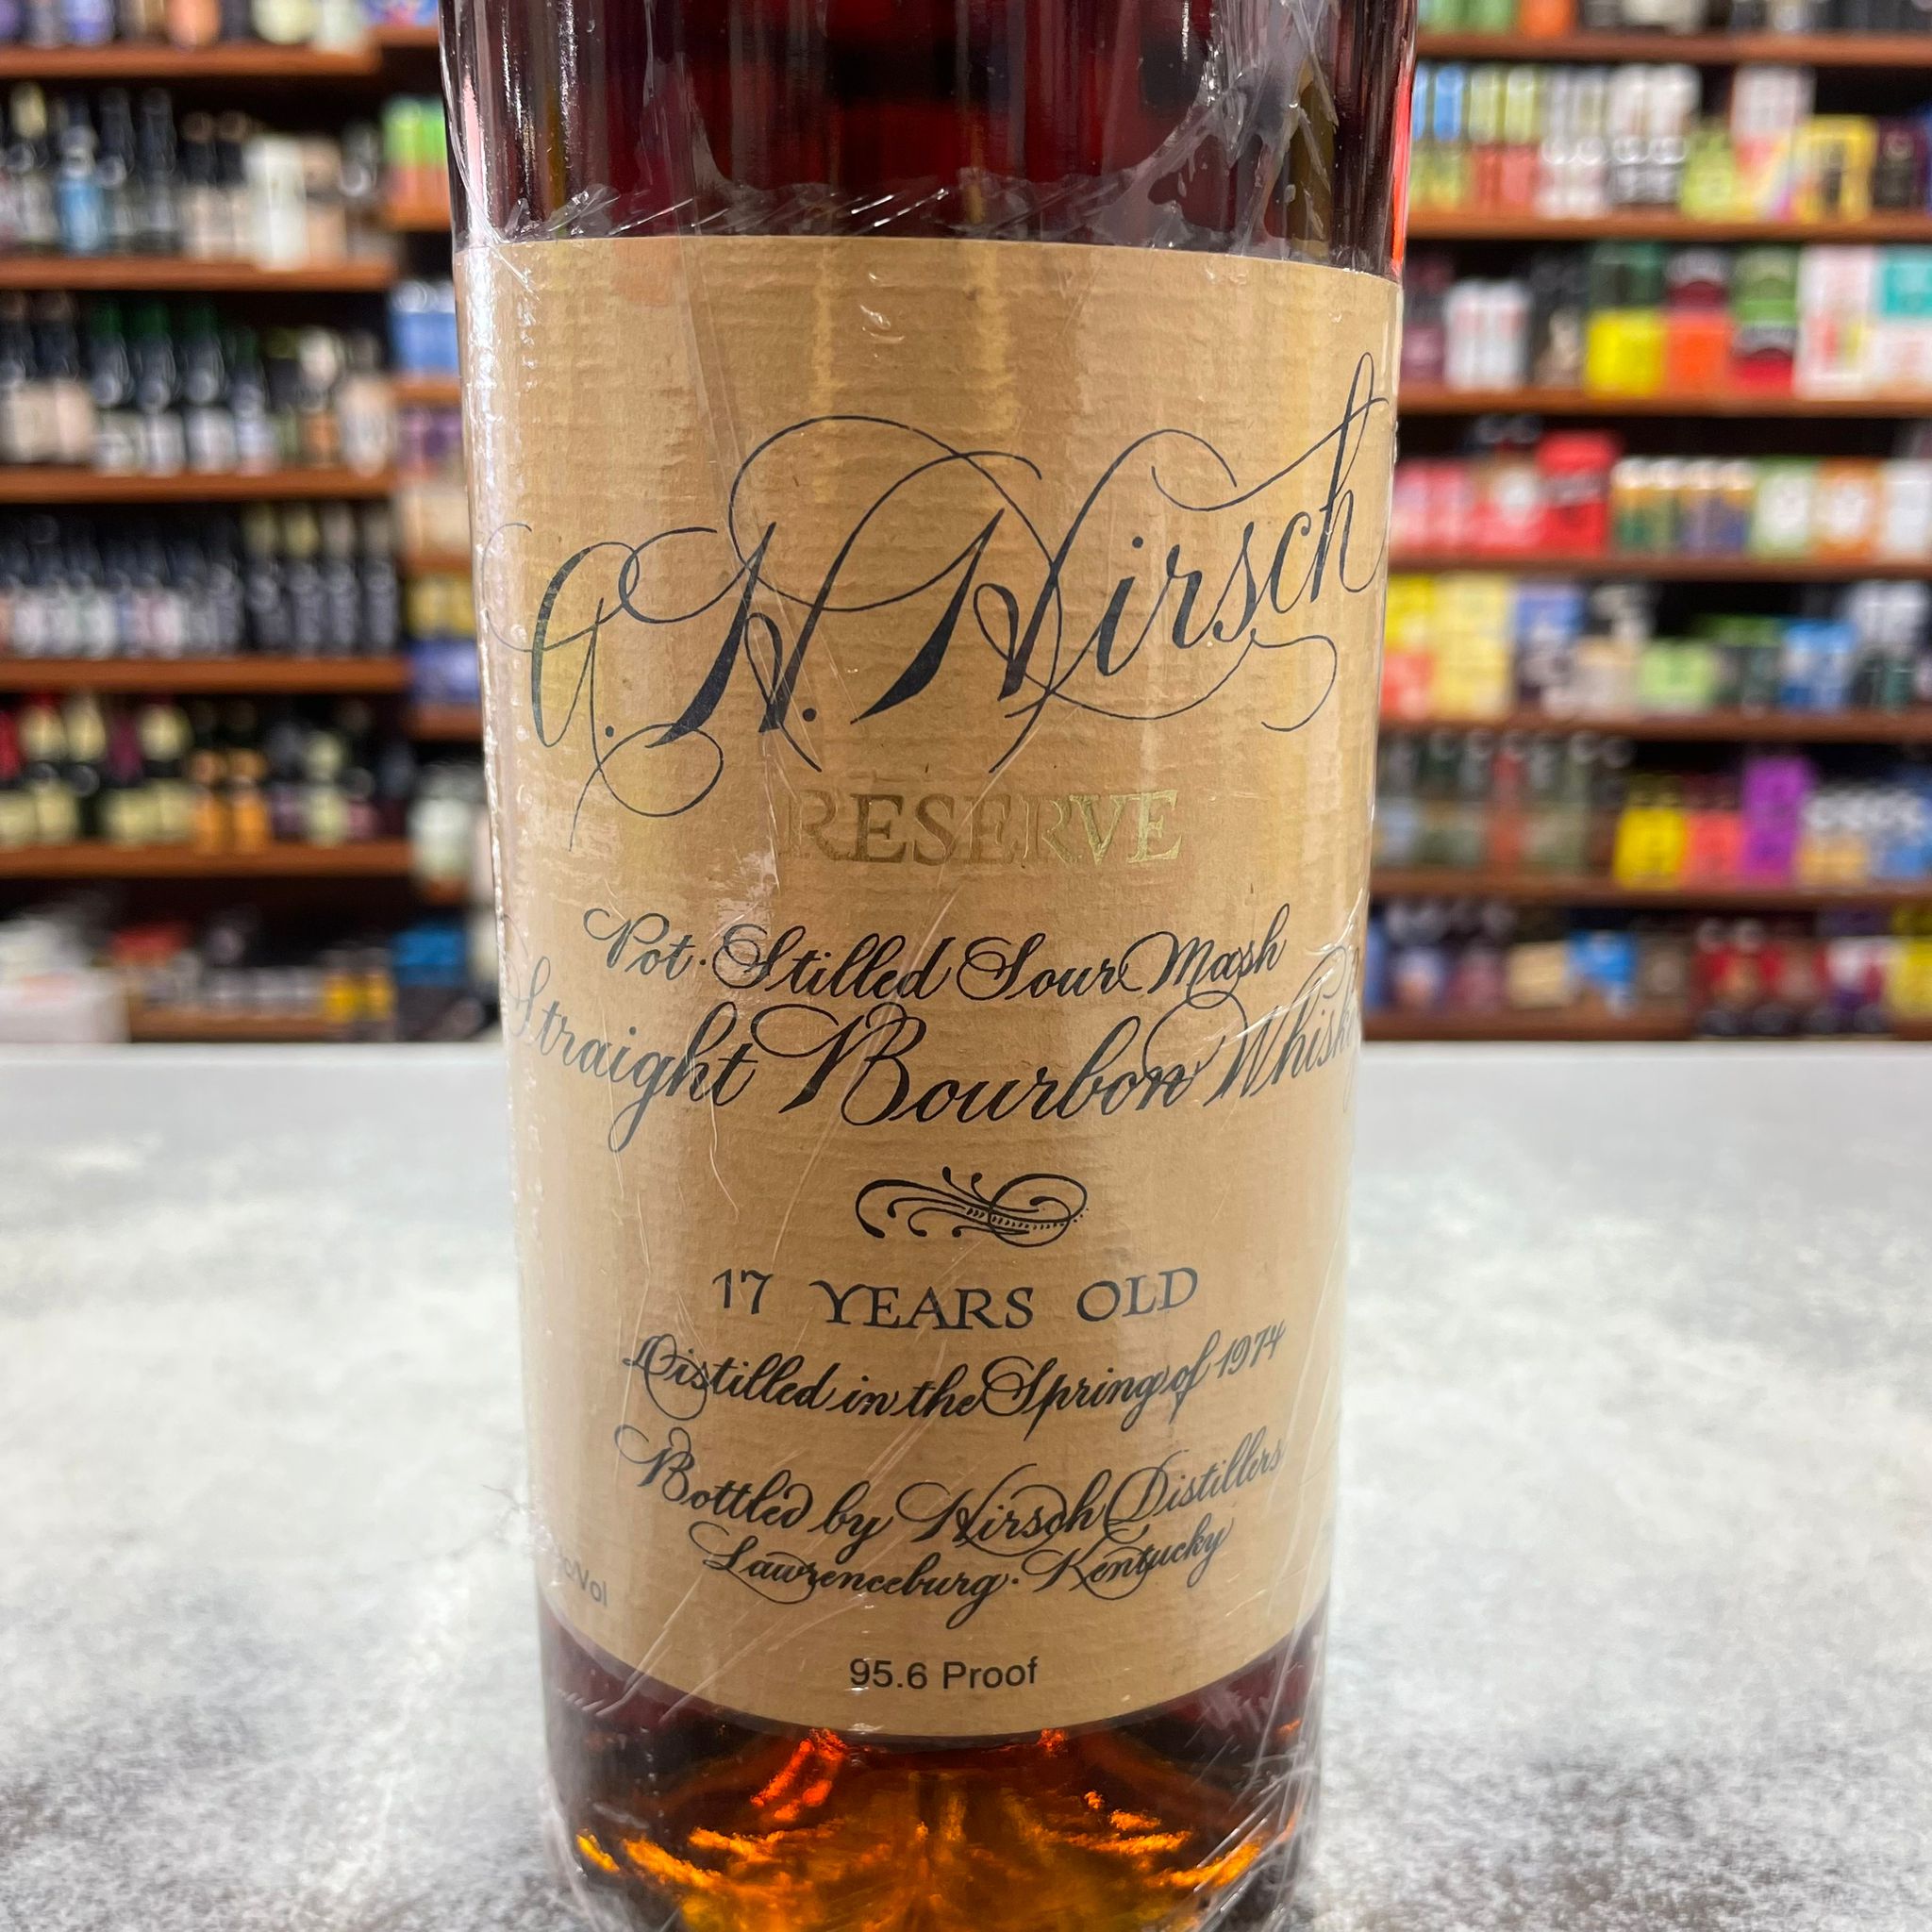 A. H. Hirsch
RESERVE
Pot·Stilled Sour Mash
Straight Bourbon Whiskey
17 YEARS OLD
Distilled in the Spring of 1974
Bottled by Hirsch Distillers
Lawrenceburg·Kentucky
95.6 Proof